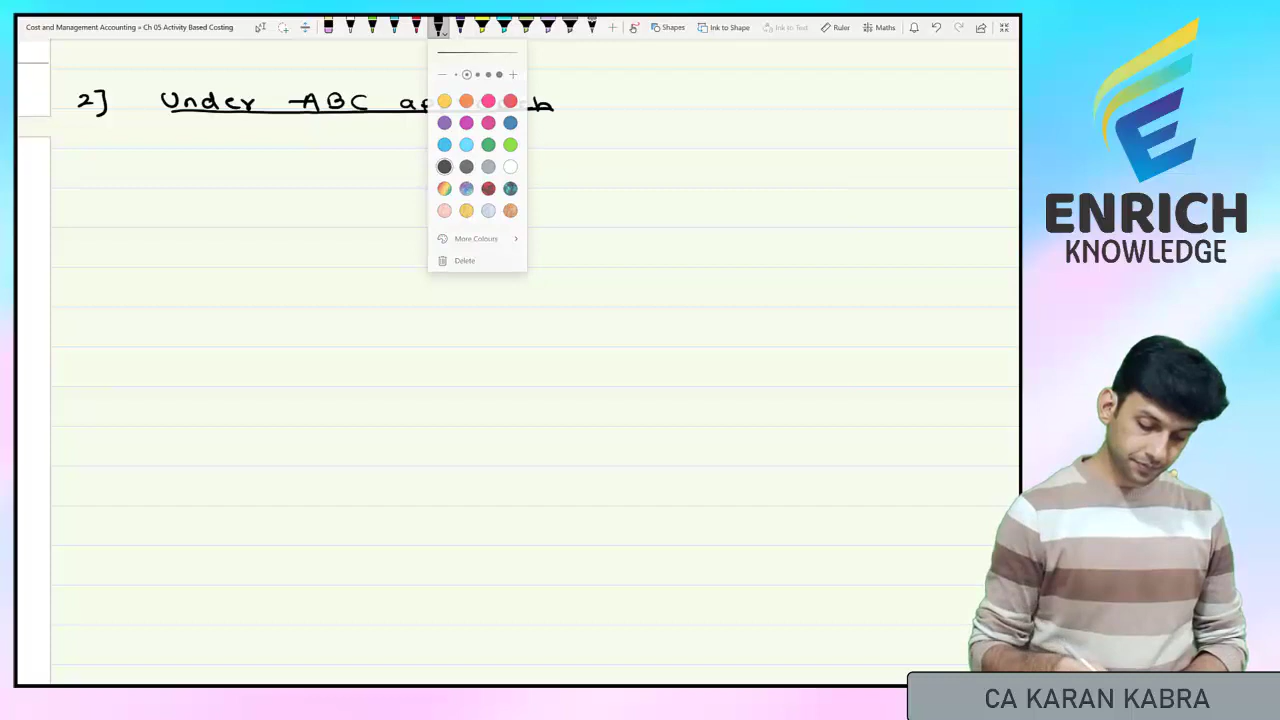 Cost and Management Accounting » Ch 05 Activity Based Costing
Shapes Ink to Shape Ink to Text Ruler Maths
2] Under ABC
More Colours
Delete
ENRICH
KNOWLEDGE
CA KARAN KABRA